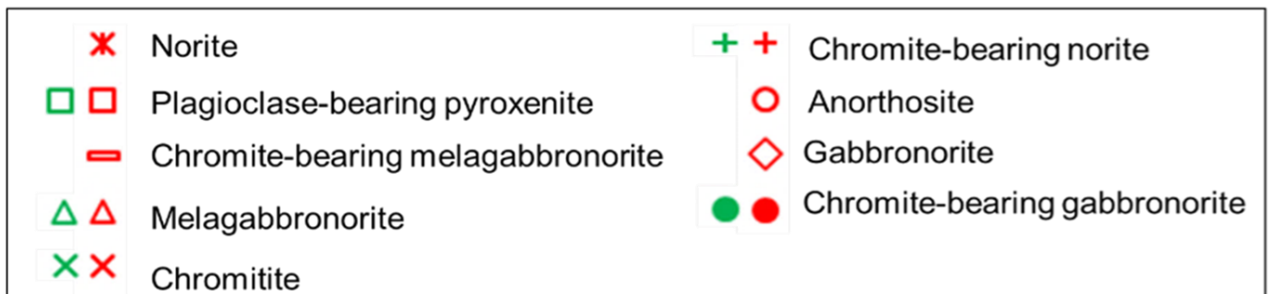 Norite
Plagioclase-bearing pyroxenite
Chromite-bearing melagabbronorite
Melagabbronorite
Chromitite
Chromite-bearing norite
Anorthosite
Gabbronorite
Chromite-bearing gabbronorite